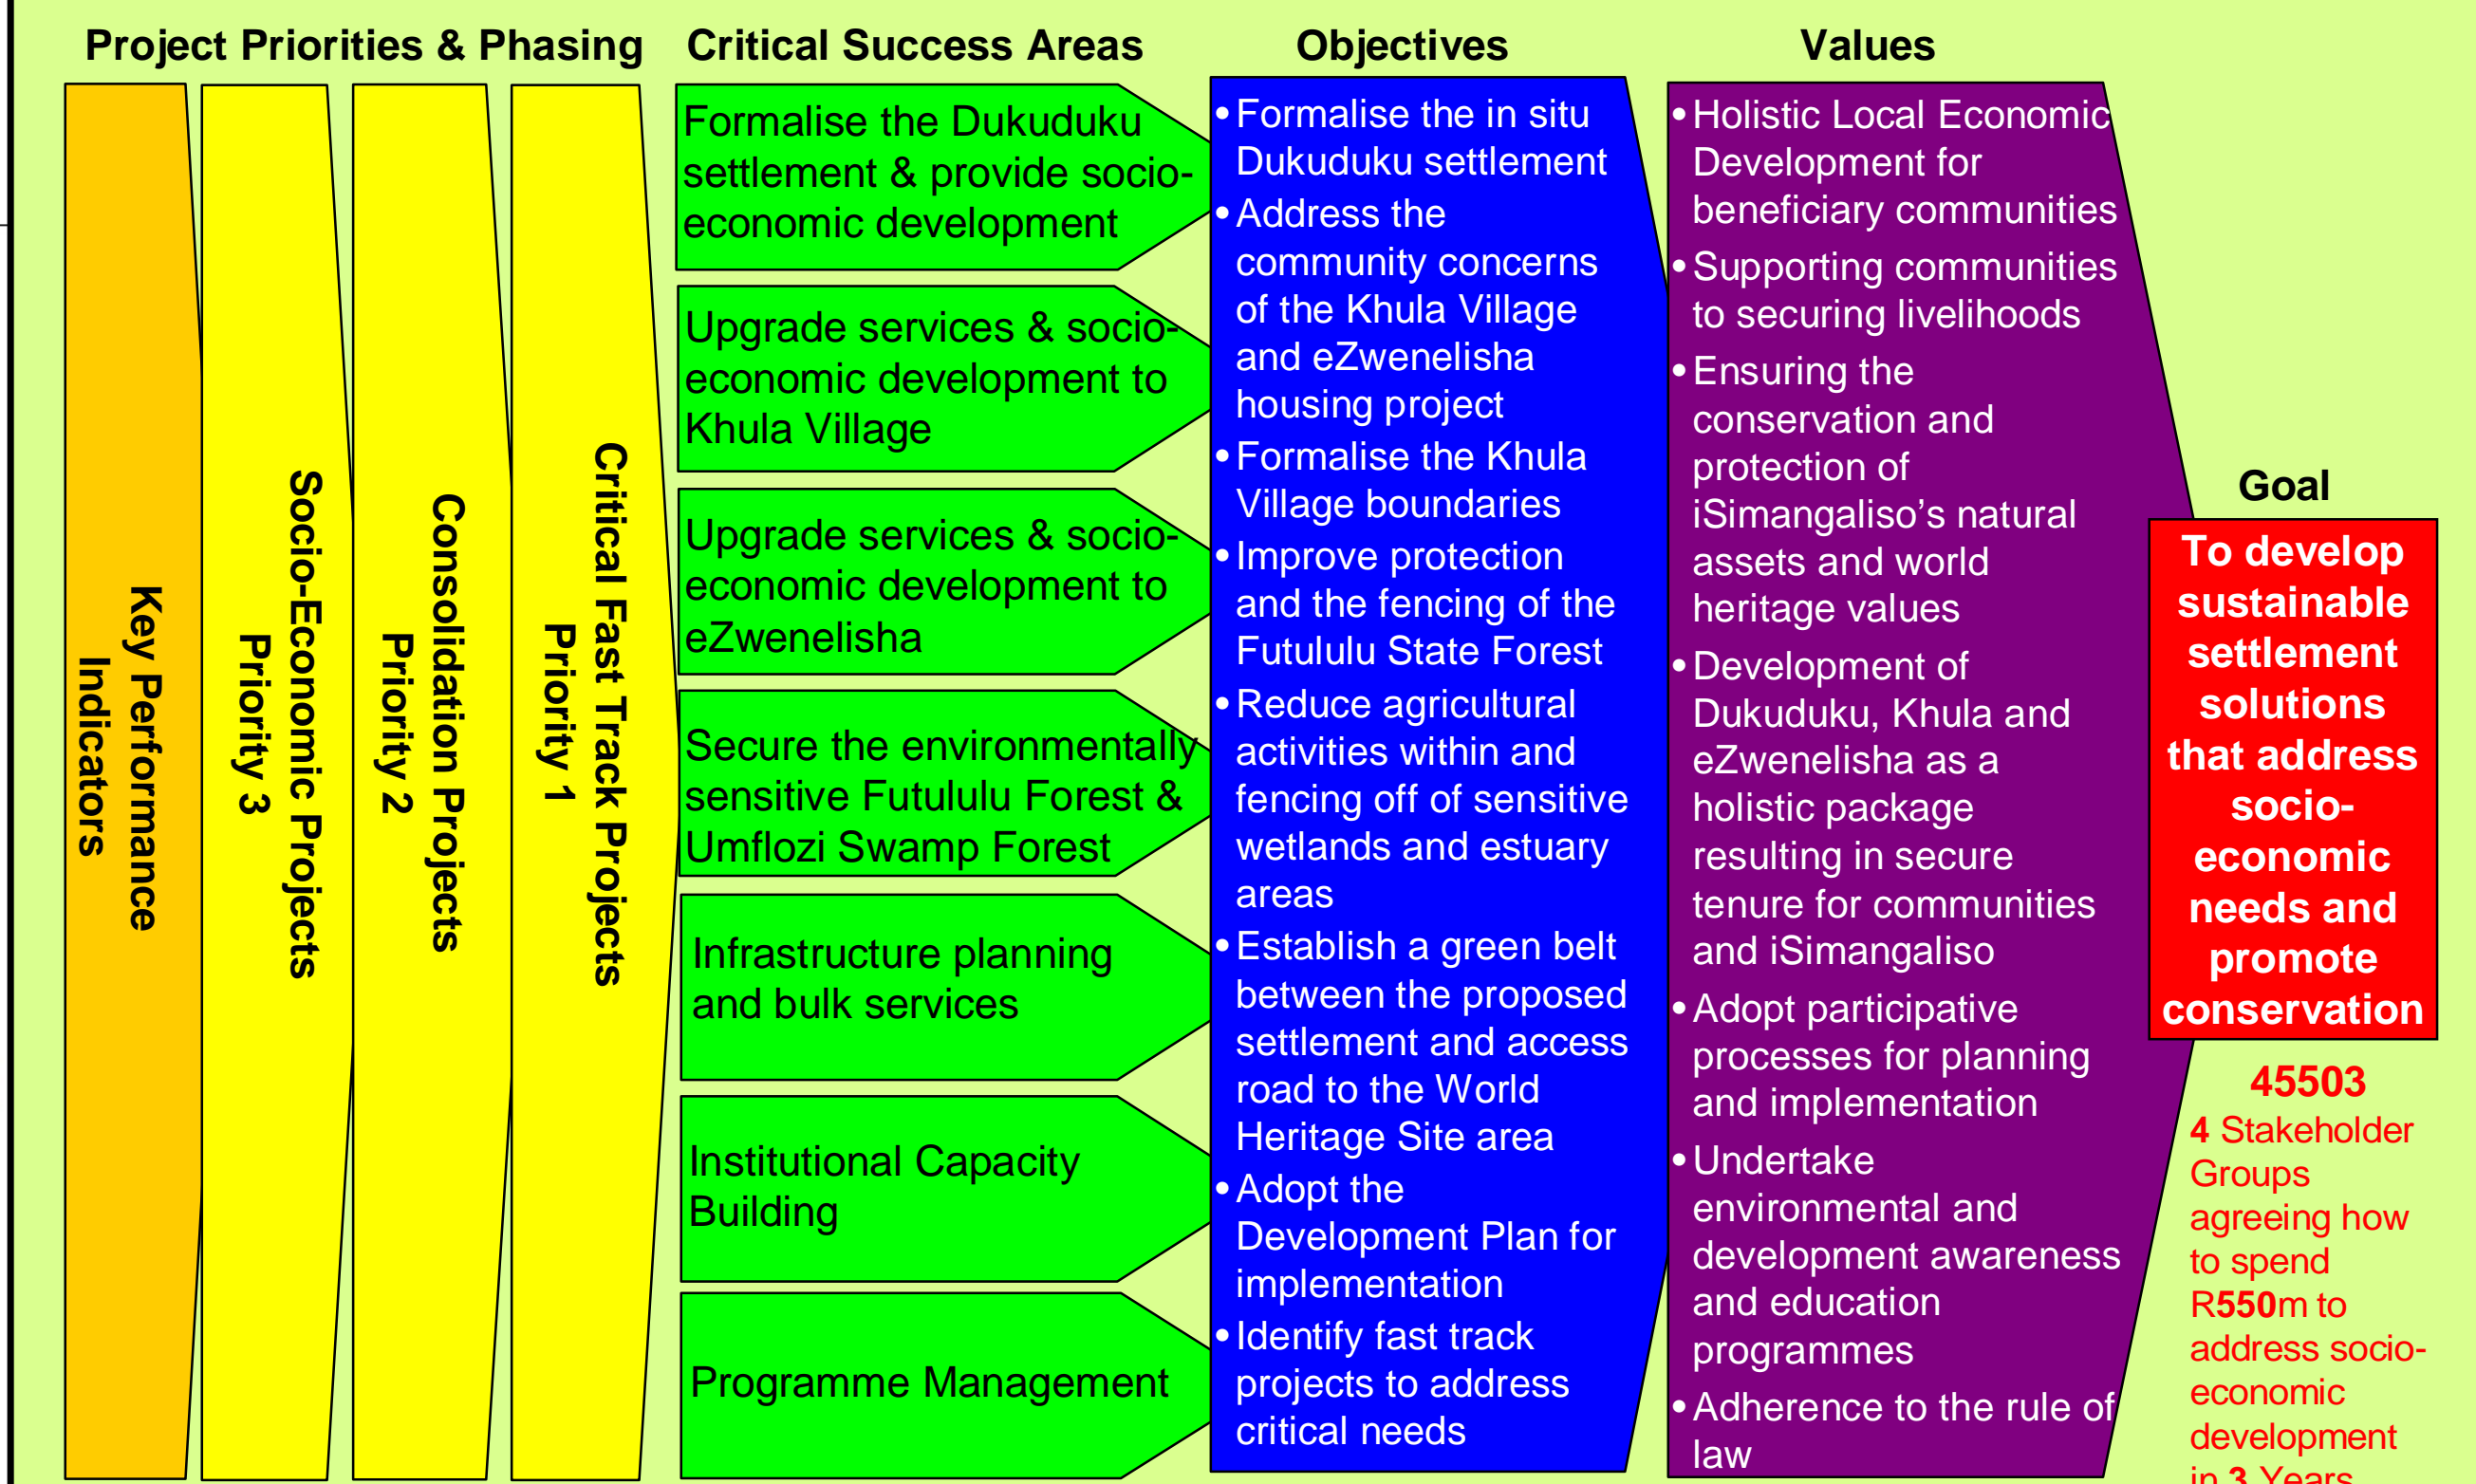 Project Priorities & Phasing
Critical Success Areas
Objectives
Values
Key Performance
Indicators
Socio-Economic Projects
Priority 3
Consolidation Projects
Priority 2
Critical Fast Track Projects
Priority 1
Formalise the Dukuduku
settlement & provide socio-
economic development
Upgrade services & socio-
economic development to
Khula Village
Upgrade services & socio-
economic development to
eZwenelisha
Secure the environmentally
sensitive Futululu Forest &
Umflozi Swamp Forest
Infrastructure planning
and bulk services
Institutional Capacity
Building
Programme Management
• Formalise the in situ
Dukuduku settlement
• Address the
community concerns
of the Khula Village
and eZwenelisha
housing project
• Formalise the Khula
Village boundaries
• Improve protection
and the fencing of the
Futululu State Forest
• Reduce agricultural
activities within and
fencing off of sensitive
wetlands and estuary
areas
• Establish a green belt
between the proposed
settlement and access
road to the World
Heritage Site area
• Adopt the
Development Plan for
implementation
• Identify fast track
projects to address
critical needs
• Holistic Local Economic
Development for
beneficiary communities
• Supporting communities
to securing livelihoods
• Ensuring the
conservation and
protection of
iSimangaliso’s natural
assets and world
heritage values
• Development of
Dukuduku, Khula and
eZwenelisha as a
holistic package
resulting in secure
tenure for communities
and iSimangaliso
• Adopt participative
processes for planning
and implementation
• Undertake
environmental and
development awareness
and education
programmes
• Adherence to the rule of
law
Goal
To develop
sustainable
settlement
solutions
that address
socio-
economic
needs and
promote
conservation
45503
4 Stakeholder
Groups
agreeing how
to spend
R550m to
address socio-
economic
development
in 3 Years